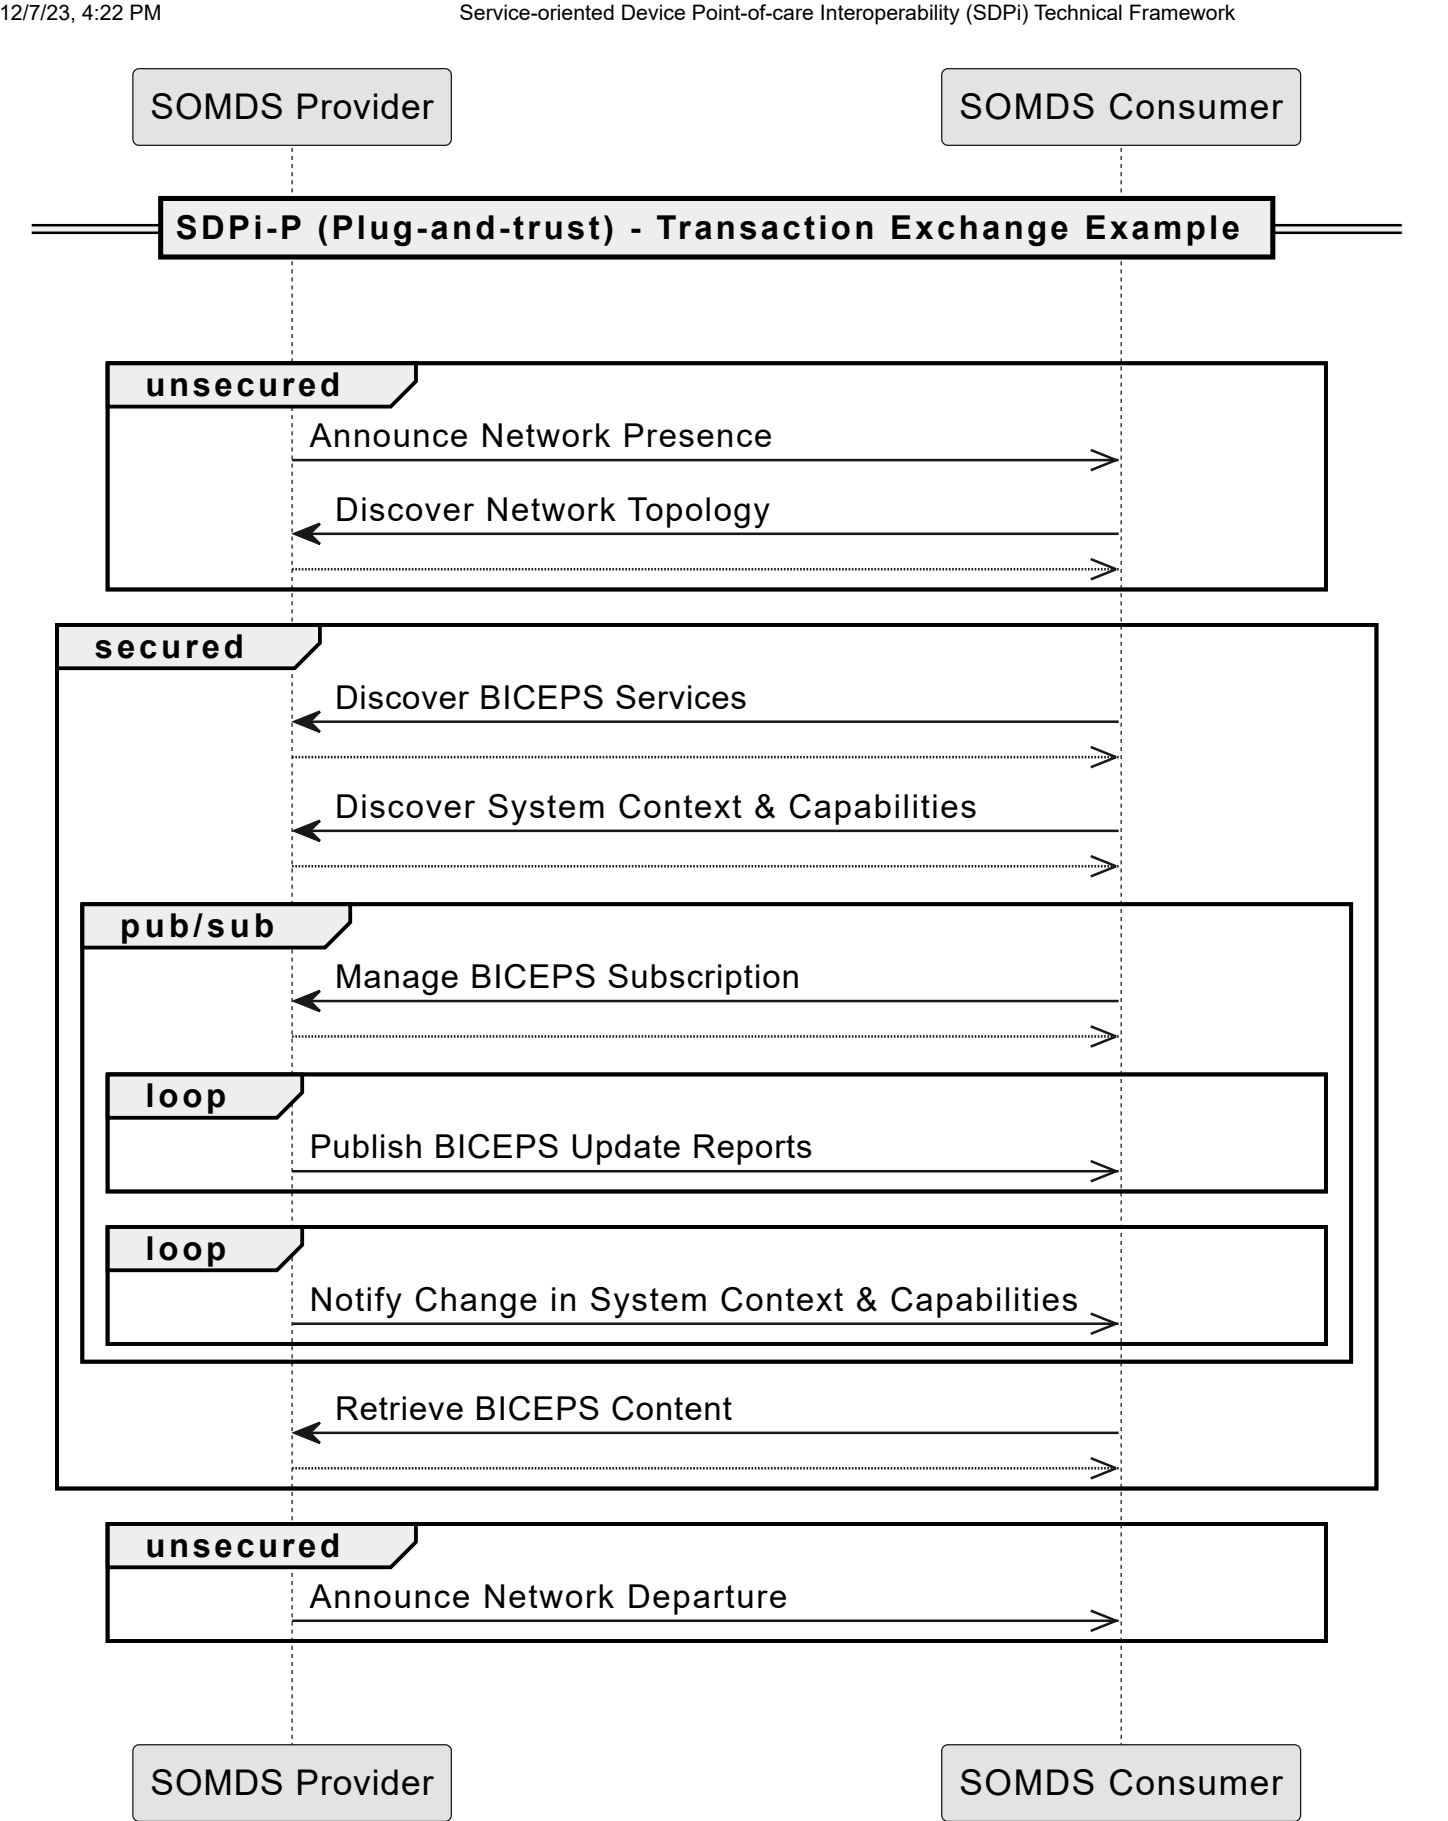 12/7/23, 4:22 PM
Service-oriented Device Point-of-care Interoperability (SDPi) Technical Framework
SOMDS Provider
SOMDS Consumer
SDPi-P (Plug-and-trust) - Transaction Exchange Example
unsecured
Announce Network Presence
Discover Network Topology
secured
Discover BICEPS Services
Discover System Context & Capabilities
pub/sub
Manage BICEPS Subscription
loop
Publish BICEPS Update Reports
loop
Notify Change in System Context & Capabilities
Retrieve BICEPS Content
unsecured
Announce Network Departure
SOMDS Provider
SOMDS Consumer